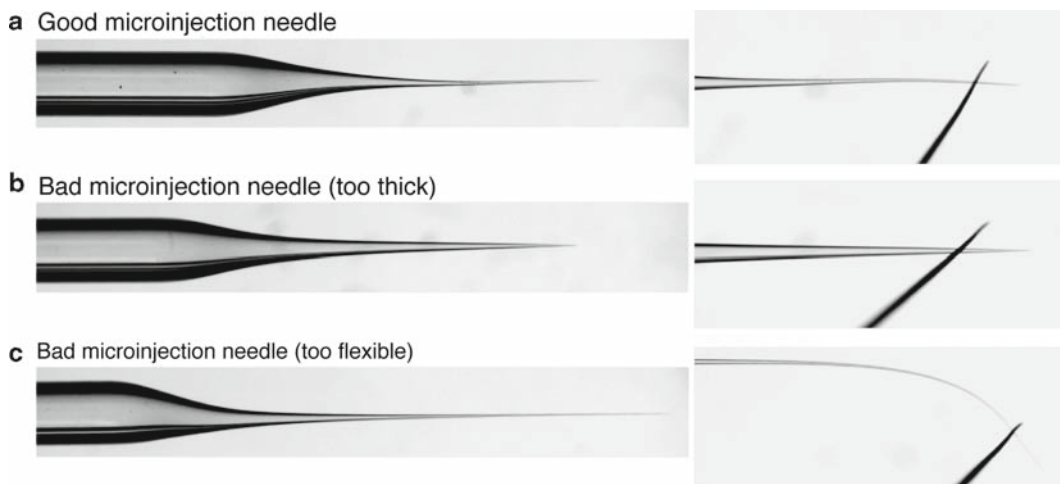 a Good microinjection needle
b Bad microinjection needle (too thick)
c Bad microinjection needle (too flexible)